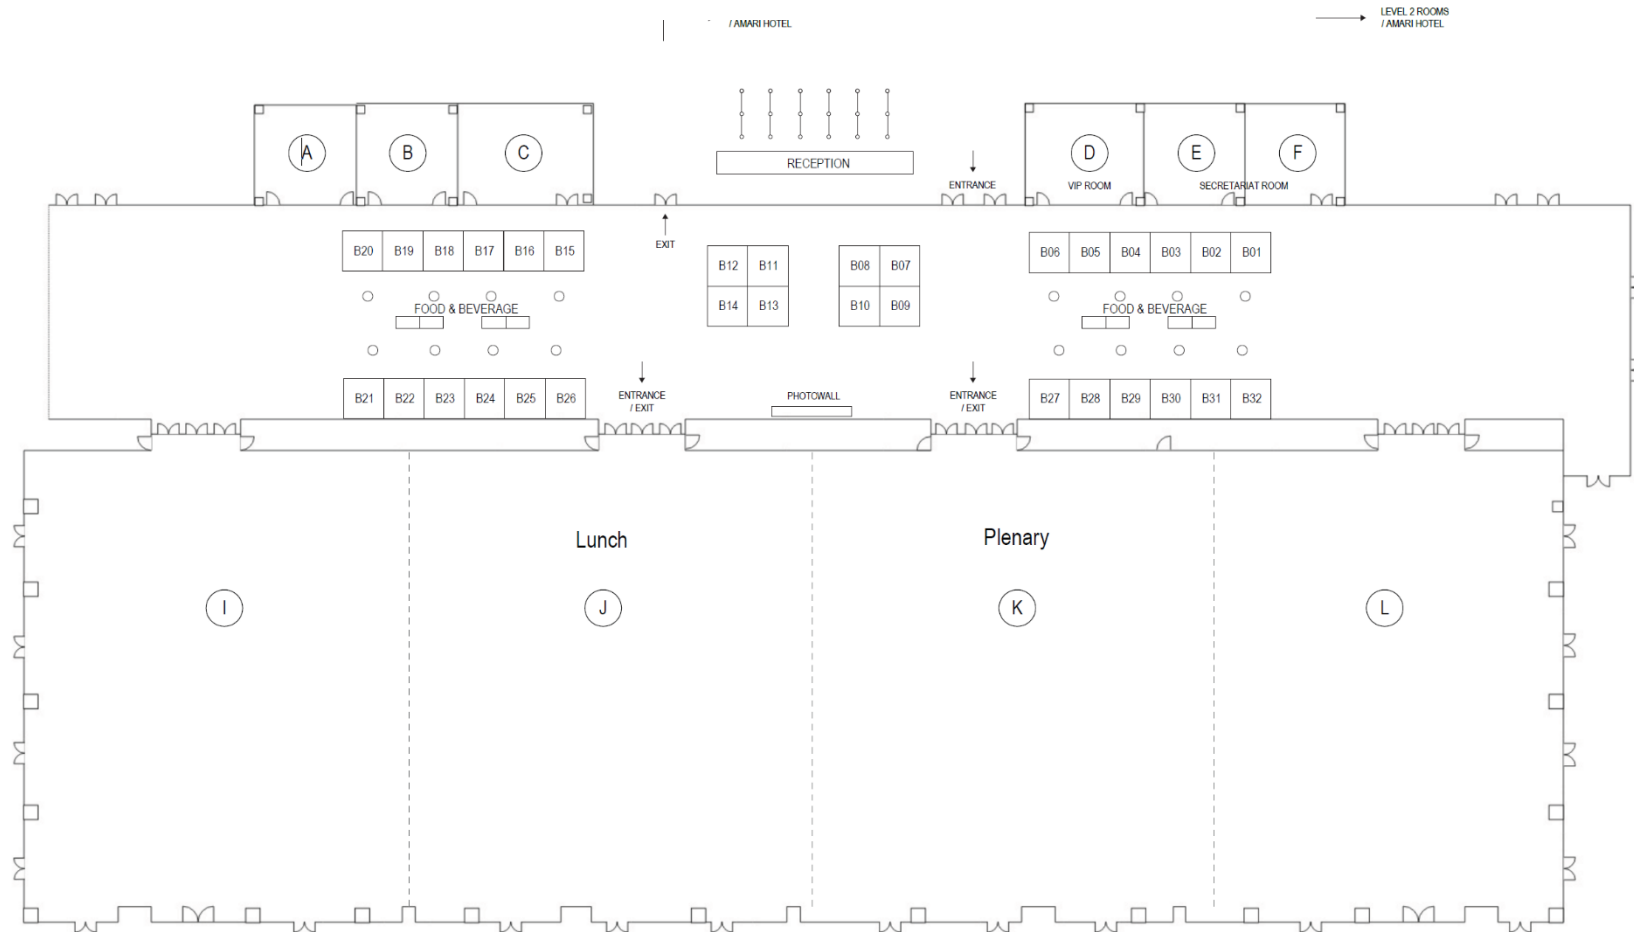 / AMARI HOTEL
LEVEL 2 ROOMS
/ AMARI HOTEL
A
B
C
RECEPTION
D
E
F
ENTRANCE
VIP ROOM
SECRETARIAT ROOM
EXIT
B20 B19 B18 B17 B16 B15
B12 B11
B14 B13
B08 B07
B10 B09
B06 B05 B04 B03 B02 B01
FOOD & BEVERAGE
FOOD & BEVERAGE
B21 B22 B23 B24 B25 B26
ENTRANCE
/ EXIT
PHOTOWALL
ENTRANCE
/ EXIT
B27 B28 B29 B30 B31 B32
Lunch
Plenary
I
J
K
L